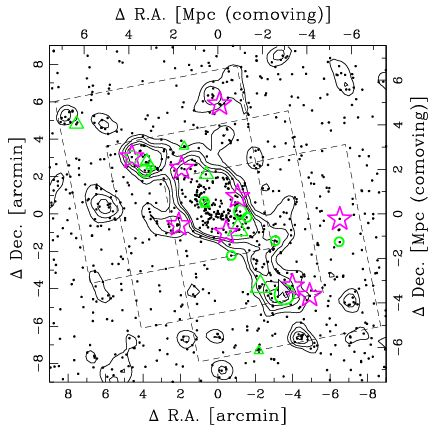 Δ R.A. [Mpc (comoving)]
6 4 2 0 −2 −4 −6
8 6 4 2 0 −2 −4 −6 −8
Δ Dec. [arcmin]
6 4 2 0 −2 −4 −6
Δ Dec. [Mpc (comoving)]
8 6 4 2 0 −2 −4 −6 −8
Δ R.A. [arcmin]